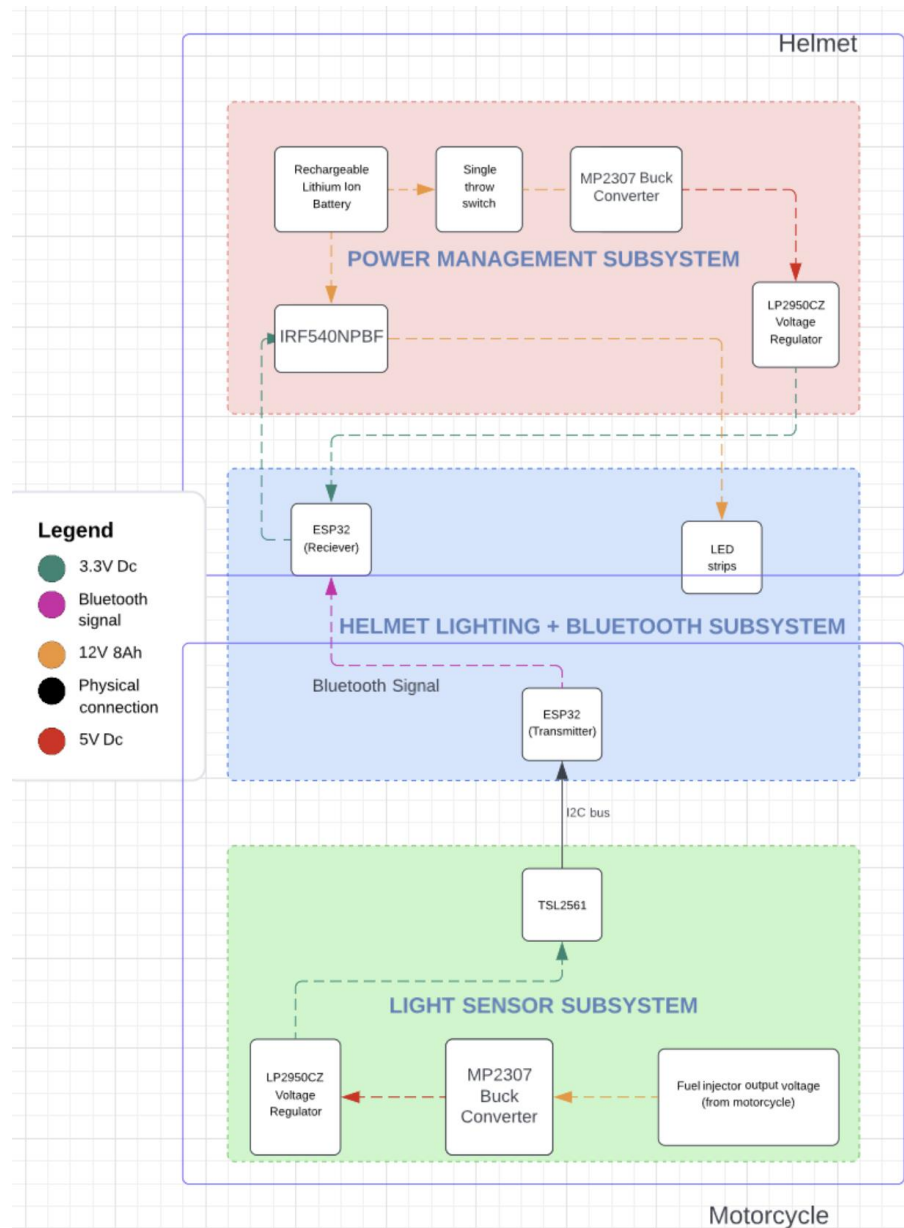 Helmet
Rechargeable
Lithium Ion
Battery
Single
throw
switch
MP2307 Buck
Converter
POWER MANAGEMENT SUBSYSTEM
IRF540NPBF
LP2950CZ
Voltage
Regulator
Legend
3.3V Dc
Bluetooth
signal
12V 8Ah
Physical
connection
5V Dc
ESP32
(Reciever)
LED
strips
HELMET LIGHTING + BLUETOOTH SUBSYSTEM
Bluetooth Signal
ESP32
(Transmitter)
I2C bus
TSL2561
LIGHT SENSOR SUBSYSTEM
LP2950CZ
Voltage
Regulator
MP2307
Buck
Converter
Fuel injector output voltage
(from motorcycle)
Motorcycle